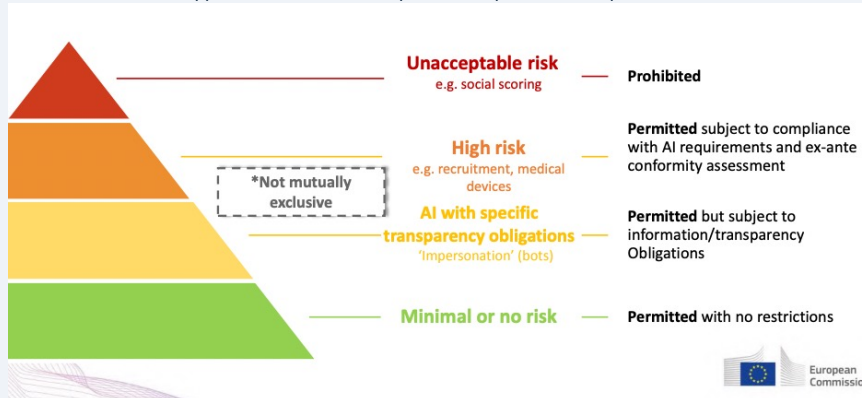 Unacceptable risk
e.g. social scoring
Prohibited
High risk
e.g. recruitment, medical
devices
Permitted subject to compliance
with AI requirements and ex-ante
conformity assessment
*Not mutually
exclusive
AI with specific
transparency obligations
'Impersonation' (bots)
Permitted but subject to
information/transparency
Obligations
Minimal or no risk
Permitted with no restrictions
European
Commissio